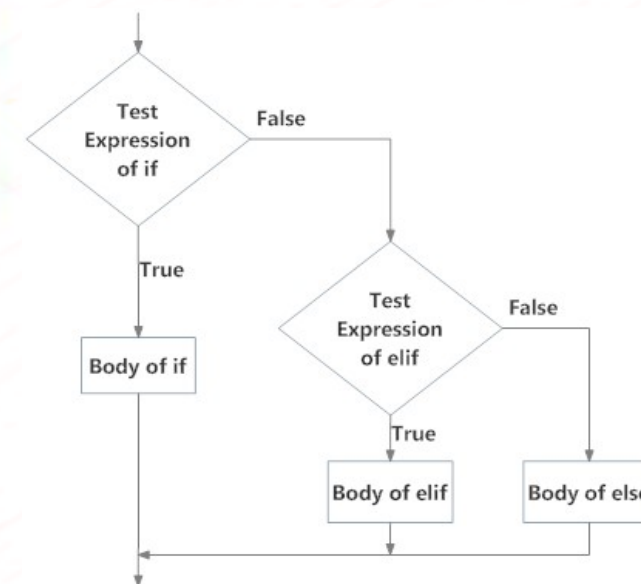 Test
Expression
of if
False
True
Body of if
Test
Expression
of elif
False
True
Body of elif
Body of else